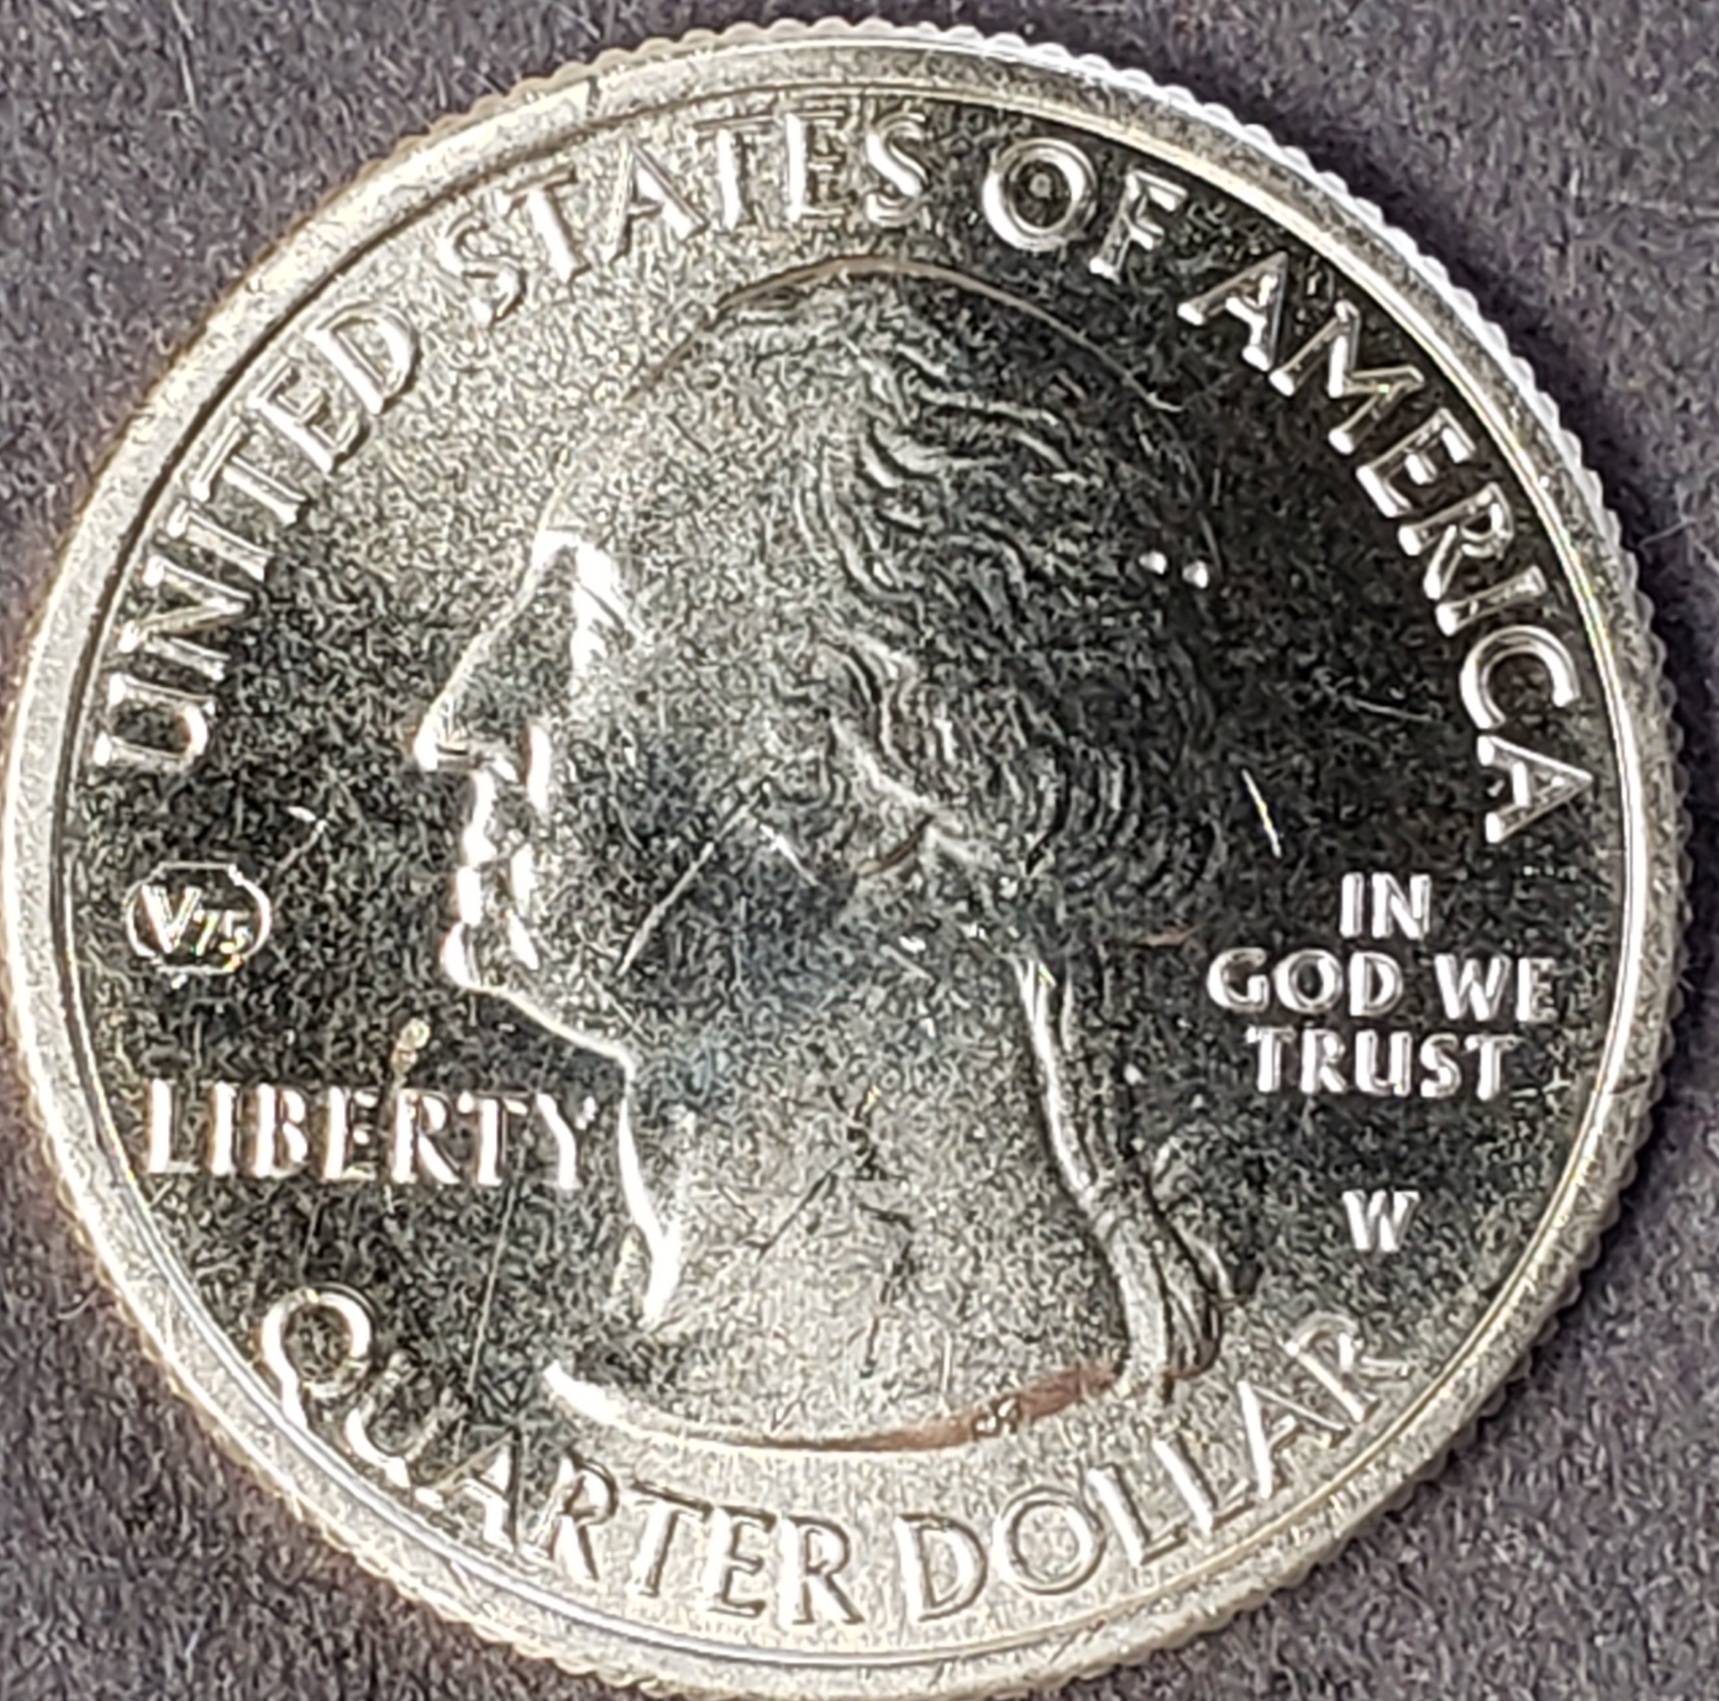 UNITED STATES OF AMERICA
V75
LIBERTY
IN
GOD WE
TRUST
W
QUARTER DOLLAR